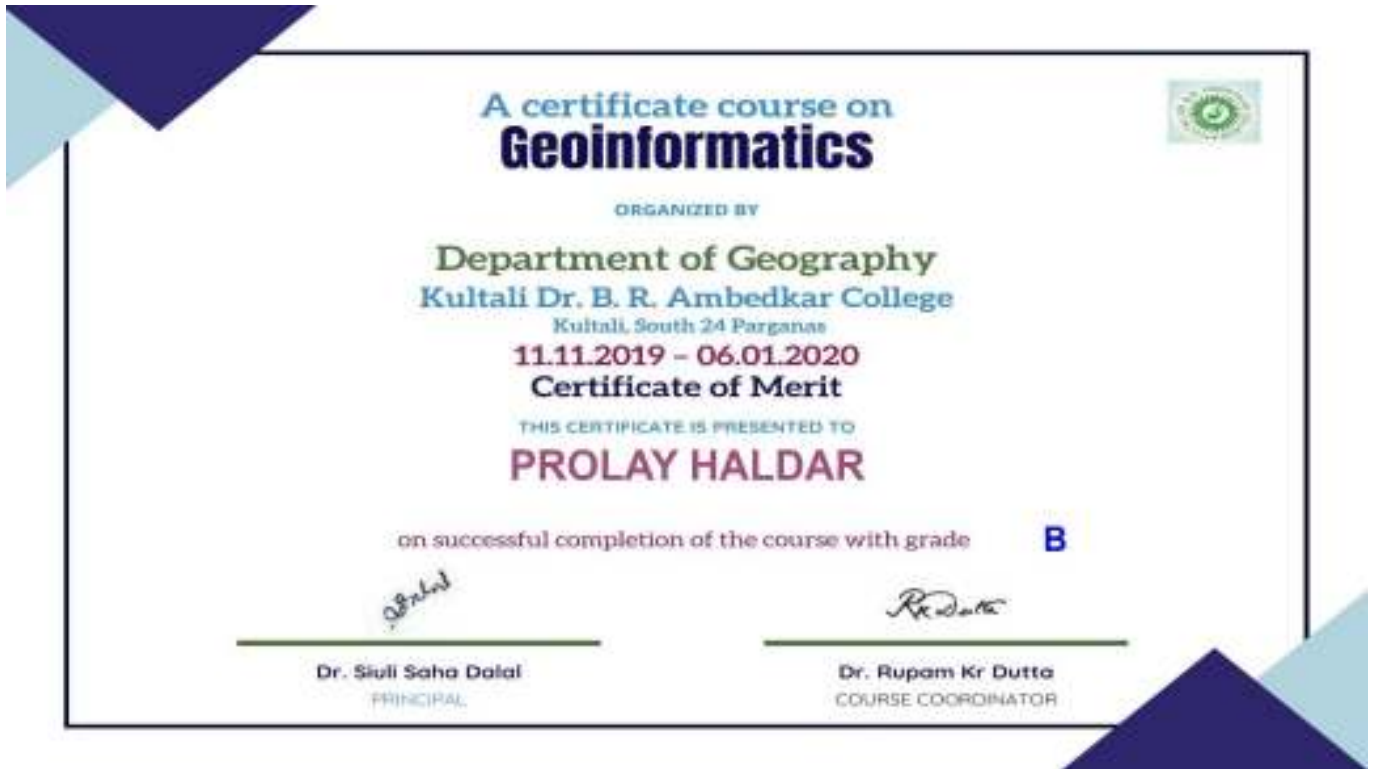 A certificate course on
Geoinformatics
ORGANIZED BY
Department of Geography
Kultali Dr. B. R. Ambedkar College
Kultali, South 24 Parganas
11.11.2019 – 06.01.2020
Certificate of Merit
THIS CERTIFICATE IS PRESENTED TO
PROLAY HALDAR
on successful completion of the course with grade B
Dr. Siuli Saha Dalal
PRINCIPAL
Dr. Rupam Kr Dutta
COURSE COORDINATOR